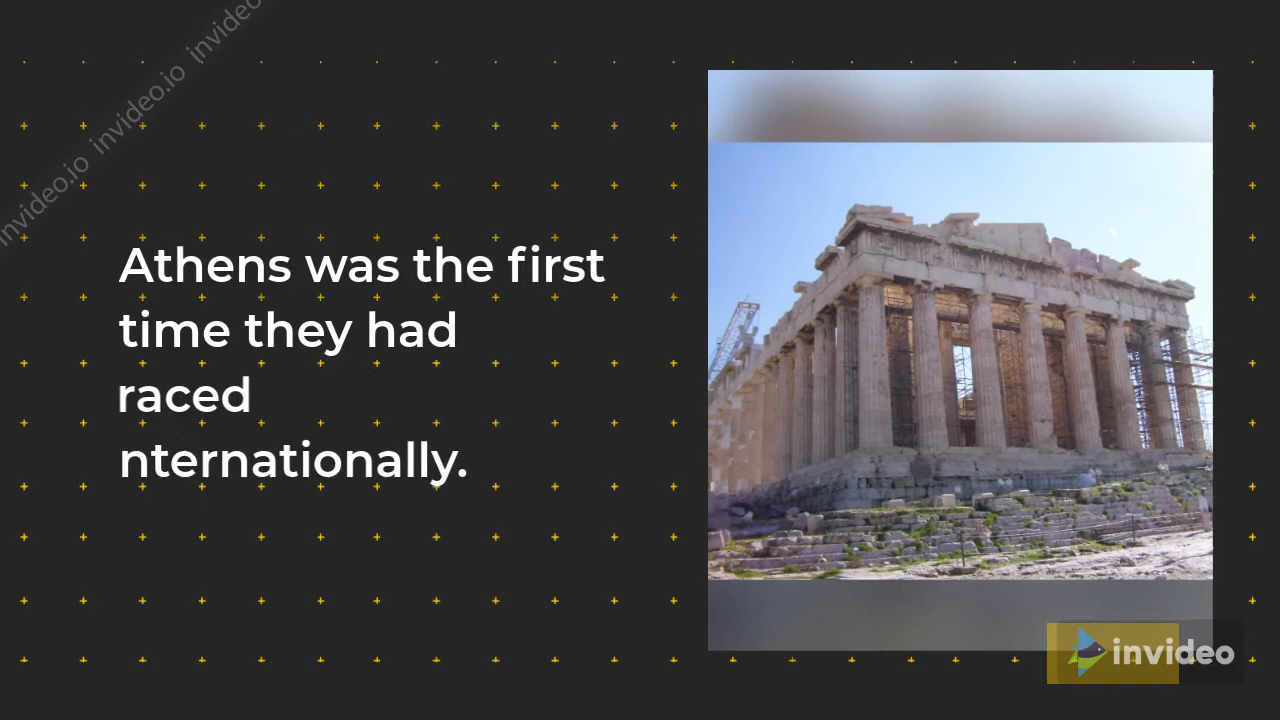 invideo.io invideo.io invideo
Athens was the first
time they had
raced
nternationally.
invideo